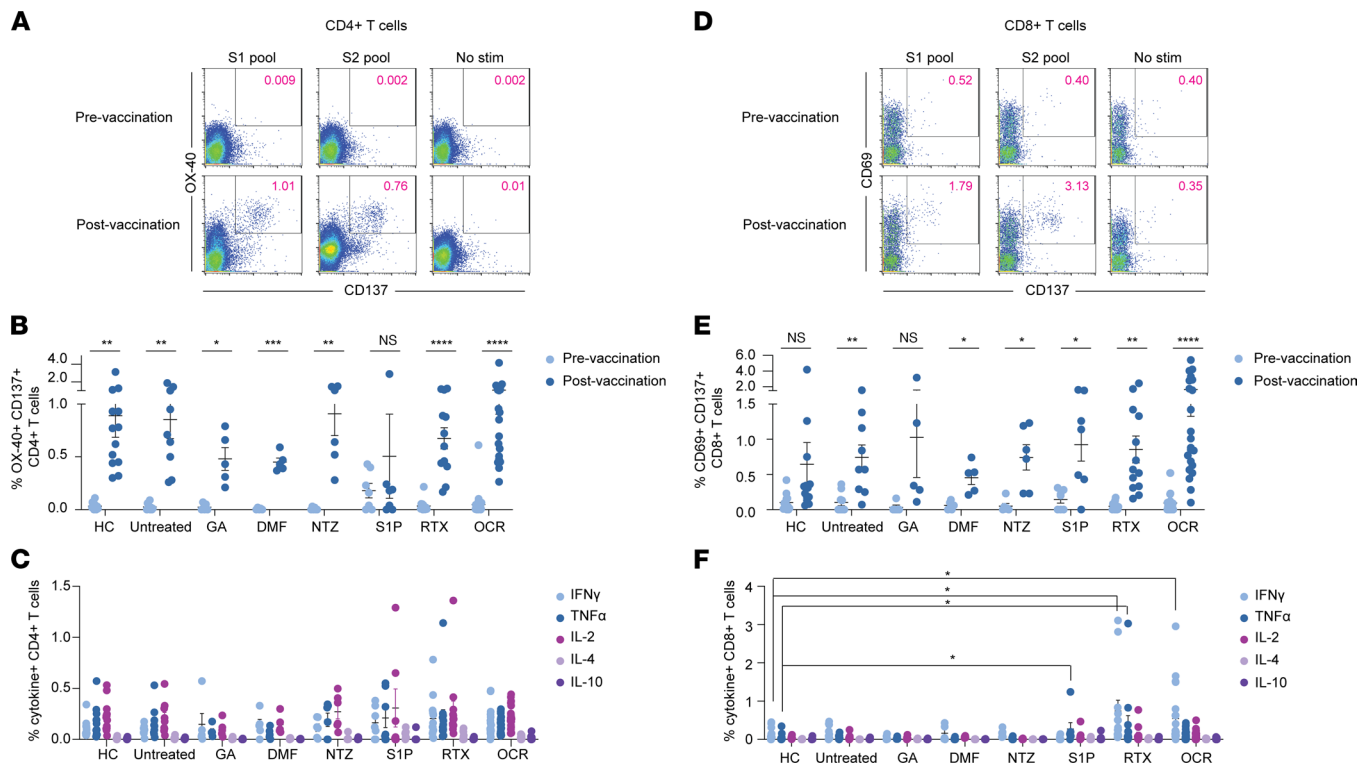 A
CD4+ T cells
S1 pool S2 pool No stim
Pre-vaccination
0.009 0.002 0.002
Post-vaccination
1.01 0.76 0.01
OX-40
CD137
D
CD8+ T cells
S1 pool S2 pool No stim
Pre-vaccination
0.52 0.40 0.40
Post-vaccination
1.79 3.13 0.35
CD69
CD137
B
% OX-40+ CD137+
CD4+ T cells
4.0
2.0
1.0
0.5
0.0
** ** * *** ** NS **** ****
HC Untreated GA DMF NTZ S1P RTX OCR
Pre-vaccination
Post-vaccination
E
% CD69+ CD137+
CD8+ T cells
6.0
4.0
2.0
1.5
1.0
0.5
0.0
NS ** NS * * * ** ****
HC Untreated GA DMF NTZ S1P RTX OCR
Pre-vaccination
Post-vaccination
C
% cytokine+ CD4+ T cells
1.5
1.0
0.5
0.0
HC Untreated GA DMF NTZ S1P RTX OCR
IFNγ
TNFα
IL-2
IL-4
IL-10
F
% cytokine+ CD8+ T cells
4
3
2
1
0
*
*
*
*
HC Untreated GA DMF NTZ S1P RTX OCR
IFNγ
TNFα
IL-2
IL-4
IL-10